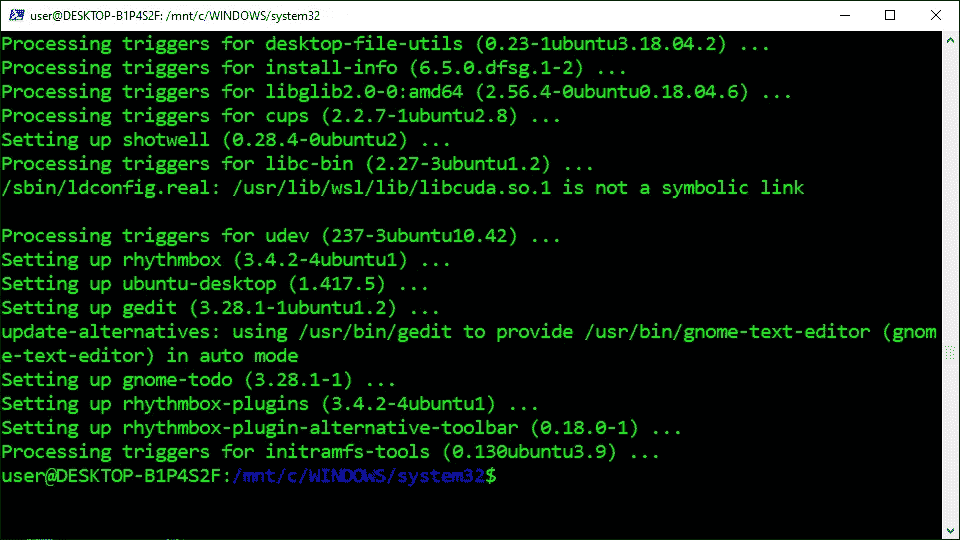 user@DESKTOP-B1P4S2F: /mnt/c/WINDOWS/system32
Processing triggers for desktop-file-utils (0.23-1ubuntu3.18.04.2) ...
Processing triggers for install-info (6.5.0.dfsg.1-2) ...
Processing triggers for libglib2.0-0:amd64 (2.56.4-0ubuntu0.18.04.6) ...
Processing triggers for cups (2.2.7-1ubuntu2.8) ...
Setting up shotwell (0.28.4-0ubuntu2) ...
Processing triggers for libc-bin (2.27-3ubuntu1.2) ...
/sbin/ldconfig.real: /usr/lib/wsl/lib/libcuda.so.1 is not a symbolic link
Processing triggers for udev (237-3ubuntu10.42) ...
Setting up rhythmbox (3.4.2-4ubuntu1) ...
Setting up ubuntu-desktop (1.417.5) ...
Setting up gedit (3.28.1-1ubuntu1.2) ...
update-alternatives: using /usr/bin/gedit to provide /usr/bin/gnome-text-editor (gnom
e-text-editor) in auto mode
Setting up gnome-todo (3.28.1-1) ...
Setting up rhythmbox-plugins (3.4.2-4ubuntu1) ...
Setting up rhythmbox-plugin-alternative-toolbar (0.18.0-1) ...
Processing triggers for initramfs-tools (0.130ubuntu3.9) ...
user@DESKTOP-B1P4S2F:/mnt/c/WINDOWS/system32$